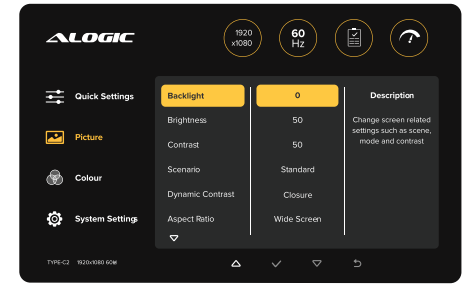 ALOGIC
1920
x1080
60
Hz
Quick Settings
Picture
Colour
System Settings
Backlight 0
Brightness 50
Contrast 50
Scenario Standard
Dynamic Contrast Closure
Aspect Ratio Wide Screen
Description
Change screen related
settings such as scene,
mode and contrast
TYPE-C2 1920x1080 60M